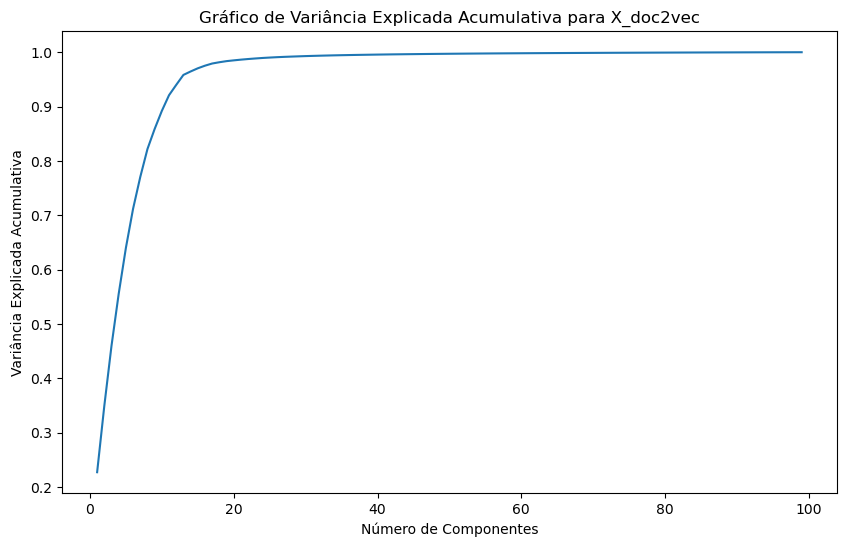 Gráfico de Variância Explicada Acumulativa para X_doc2vec
1.0
0.9
0.8
0.7
0.6
0.5
0.4
0.3
0.2
Variância Explicada Acumulativa
0 20 40 60 80 100
Número de Componentes